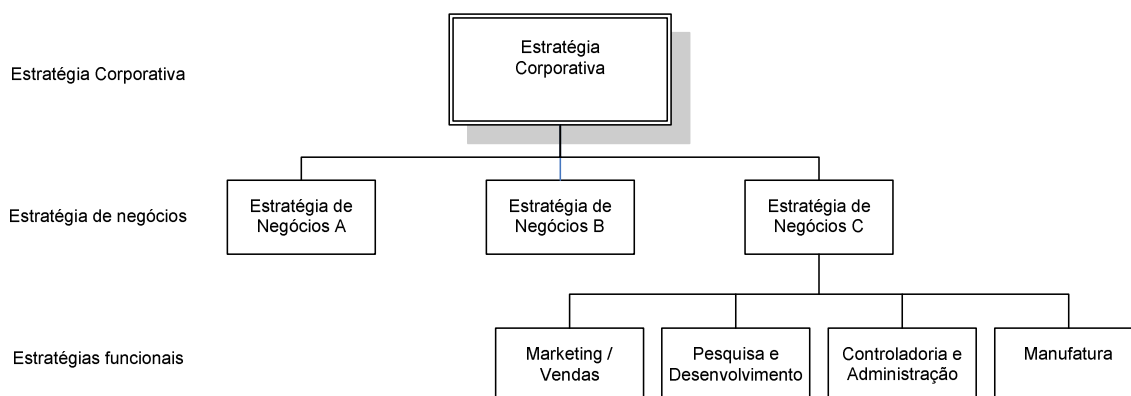 Estratégia
Corporativa
Estratégia Corporativa
Estratégia de
Negócios A
Estratégia de
Negócios B
Estratégia de
Negócios C
Estratégia de negócios
Marketing /
Vendas
Pesquisa e
Desenvolvimento
Controladoria e
Administração
Manufatura
Estratégias funcionais